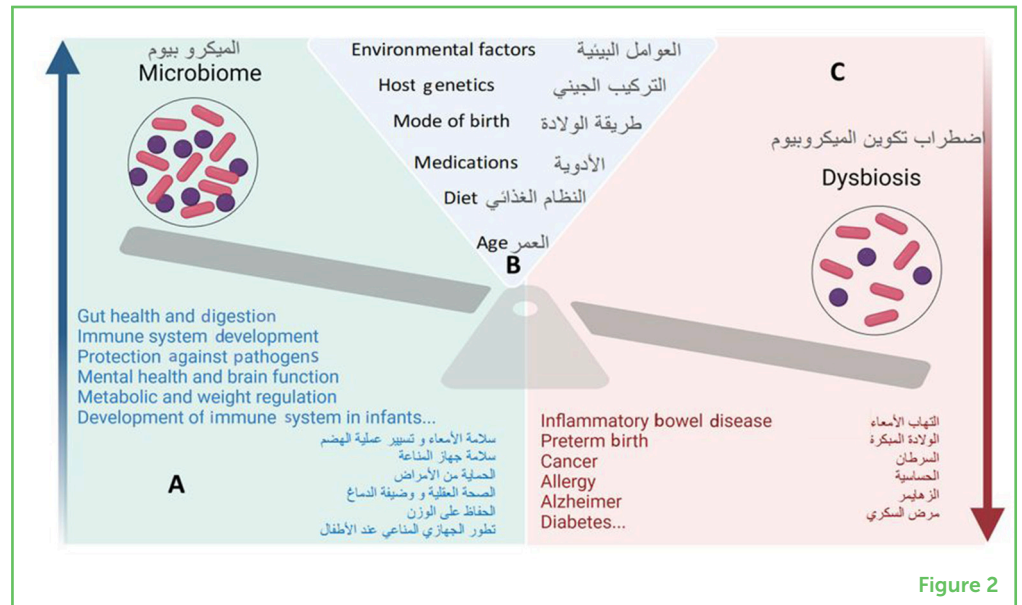 الميكرو بيوم
Microbiome
Environmental factors العوامل البيئية
Host genetics التركيب الجيني
Mode of birth طريقة الولادة
Medications الأدوية
Diet النظام الغذائي
Age العمر
B
C
اضطراب تكوين الميكروبيوم
Dysbiosis
Gut health and digestion
Immune system development
Protection against pathogens
Mental health and brain function
Metabolic and weight regulation
Development of immune system in infants...
سلامة الأمعاء و تسيير عملية الهضم
سلامة جهاز المناعة
الحماية من الأمراض
الصحة العقلية و وضيفة الدماغ
الحفاظ على الوزن
تطور الجهازي المناعي عند الأطفال
A
Inflammatory bowel disease التهاب الأمعاء
Preterm birth الولادة المبكرة
Cancer السرطان
Allergy الحساسية
Alzheimer الزهايمر
Diabetes... مرض السكري
Figure 2